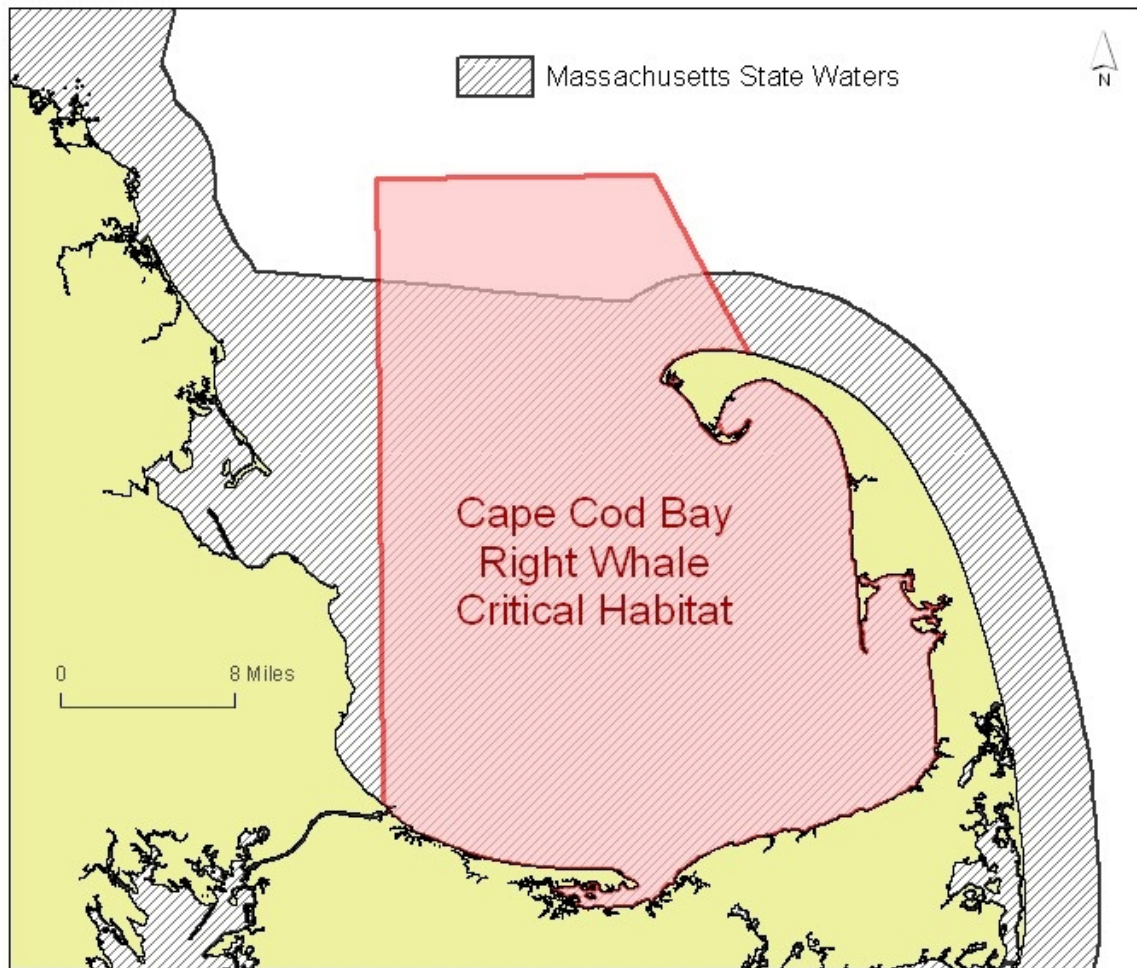 Massachusetts State Waters
N
Cape Cod Bay
Right Whale
Critical Habitat
0 8 Miles